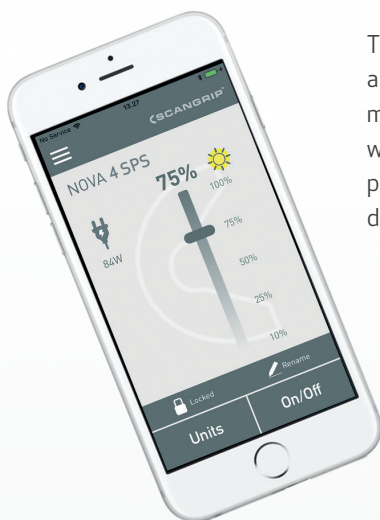 No Service
13.27
SCANGRIP
NOVA 4 SPS
75%
100%
75%
50%
25%
10%
84W
Locked
Rename
Units
On/Off
T
a
m
w
p
d